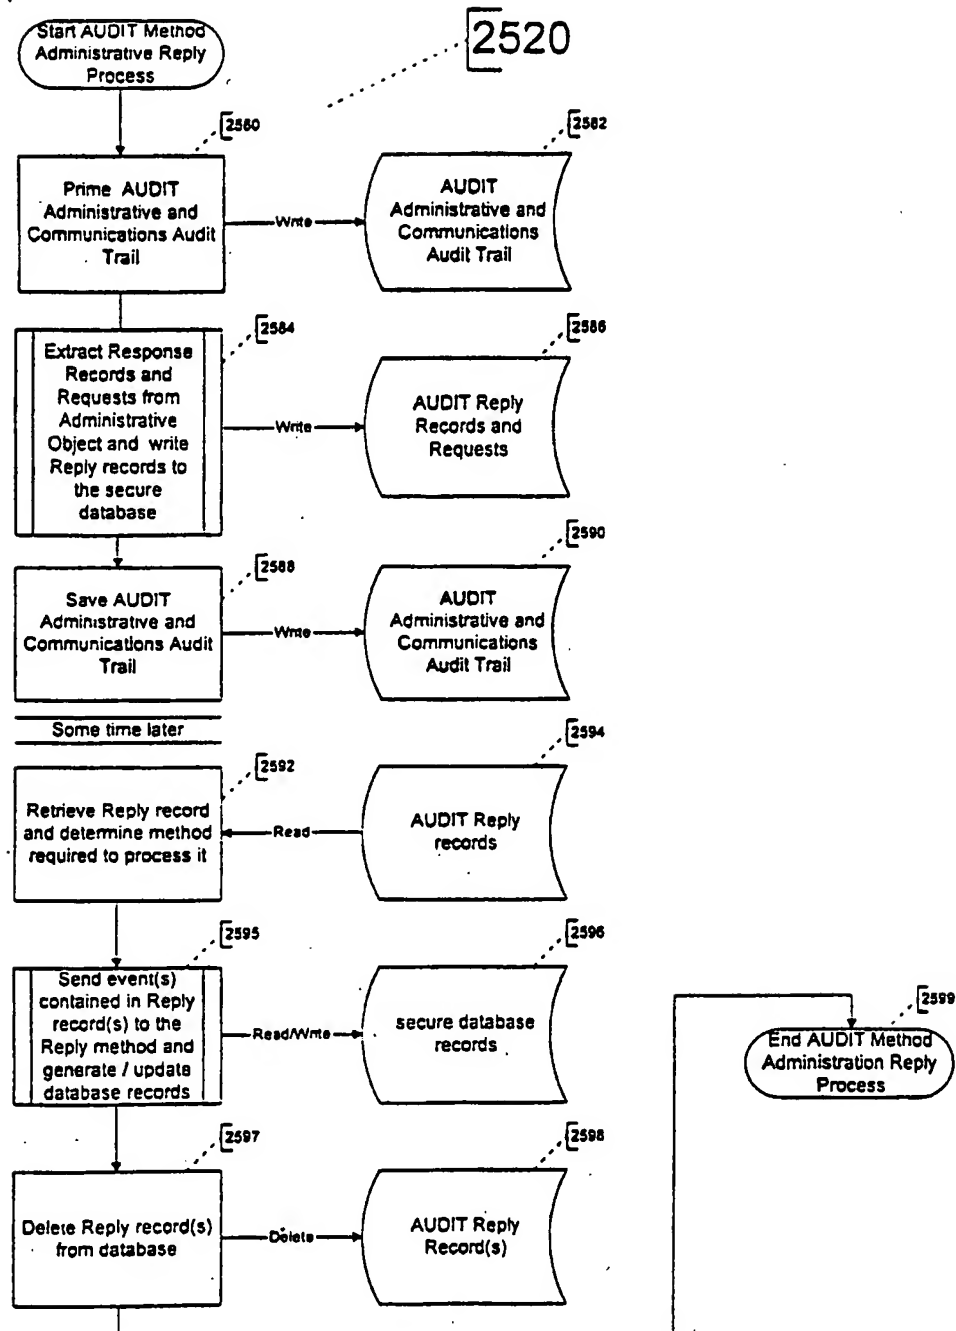 Start AUDIT Method
Administrative Reply
Process
2520
2580
2582
Prime AUDIT
Administrative and
Communications Audit
Trail
Write
AUDIT
Administrative and
Communications
Audit Trail
2584
2586
Extract Response
Records and
Requests from
Administrative
Object and write
Reply records to
the secure
database
Write
AUDIT Reply
Records and
Requests
2588
2590
Save AUDIT
Administrative and
Communications Audit
Trail
Write
AUDIT
Administrative and
Communications
Audit Trail
Some time later
2592
2594
Retrieve Reply record
and determine method
required to process it
Read
AUDIT Reply
records
2595
2596
Send event(s)
contained in Reply
record(s) to the
Reply method and
generate / update
database records
Read/Write
secure database
records
2599
End AUDIT Method
Administration Reply
Process
2597
2598
Delete Reply record(s)
from database
Delete
AUDIT Reply
Record(s)